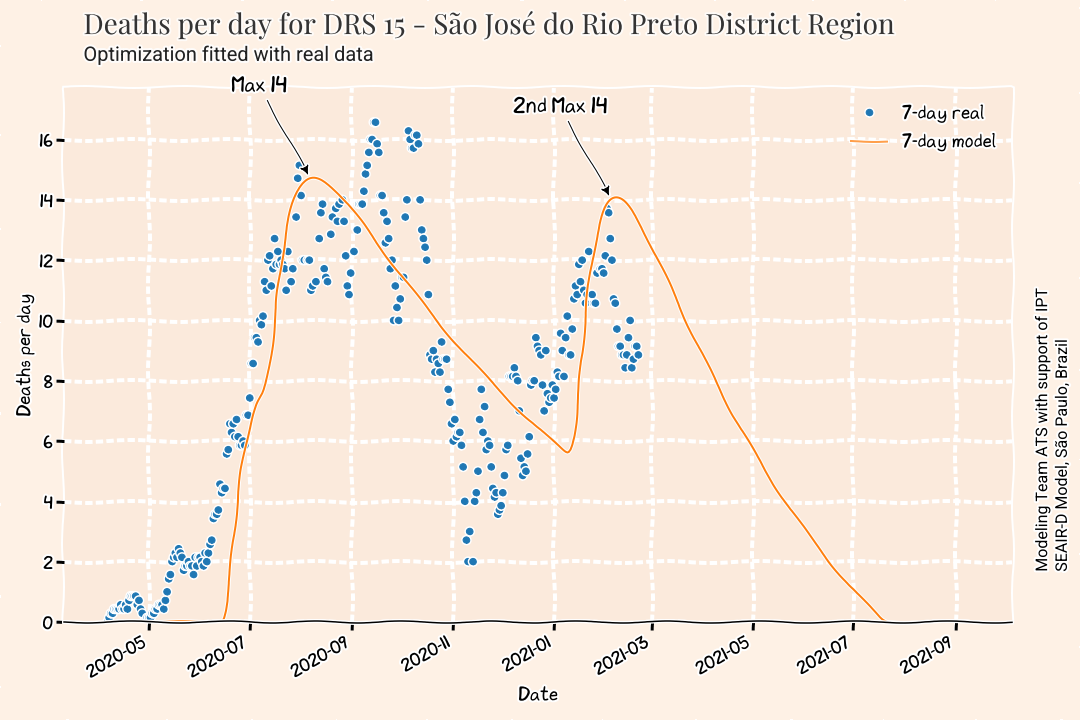 Deaths per day for DRS 15 - São José do Rio Preto District Region
Optimization fitted with real data
Max 14
2nd Max 14
7-day real
7-day model
Deaths per day
16
14
12
10
8
6
4
2
0
2020-05
2020-07
2020-09
2020-11
2021-01
2021-03
2021-05
2021-07
2021-09
Date
Modeling Team ATS with support of IPT
SEAIR-D Model, São Paulo, Brazil